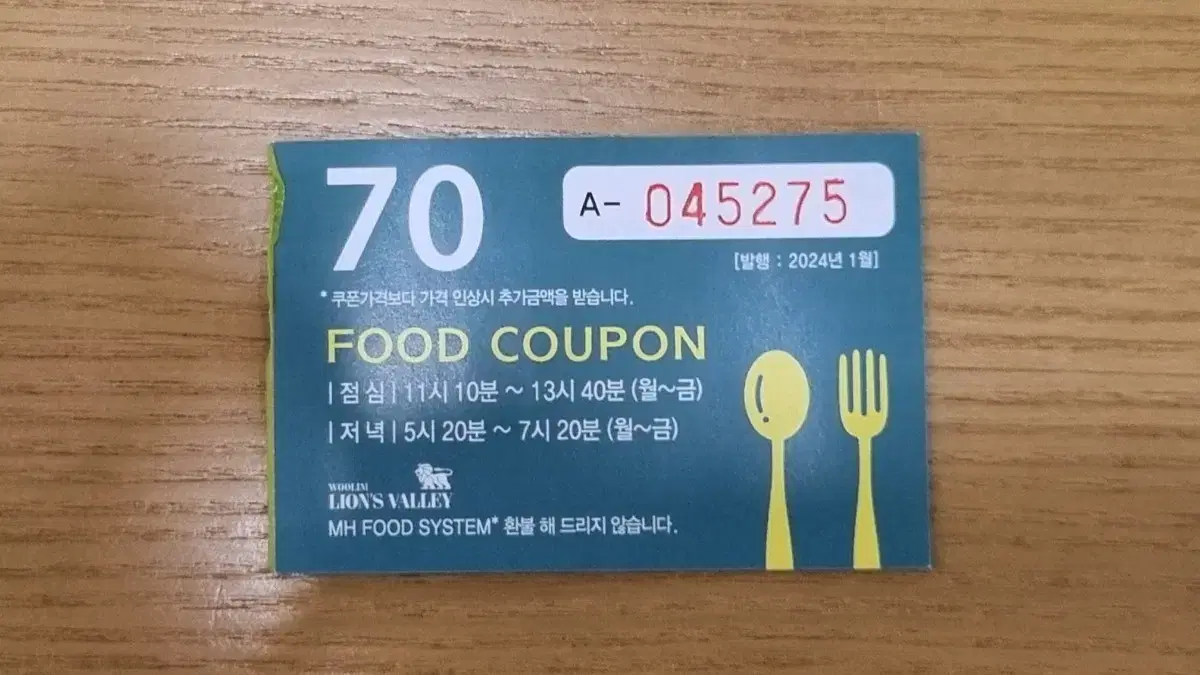 70
A- 045275
[발행 : 2024년 1월]
* 쿠폰가격보다 가격 인상시 추가금액을 받습니다.
FOOD COUPON
| 점 심 | 11시 10분 ~ 13시 40분 (월~금)
| 저 녁 | 5시 20분 ~ 7시 20분 (월~금)
WOOLIM
LION'S VALLEY
MH FOOD SYSTEM* 환불 해 드리지 않습니다.